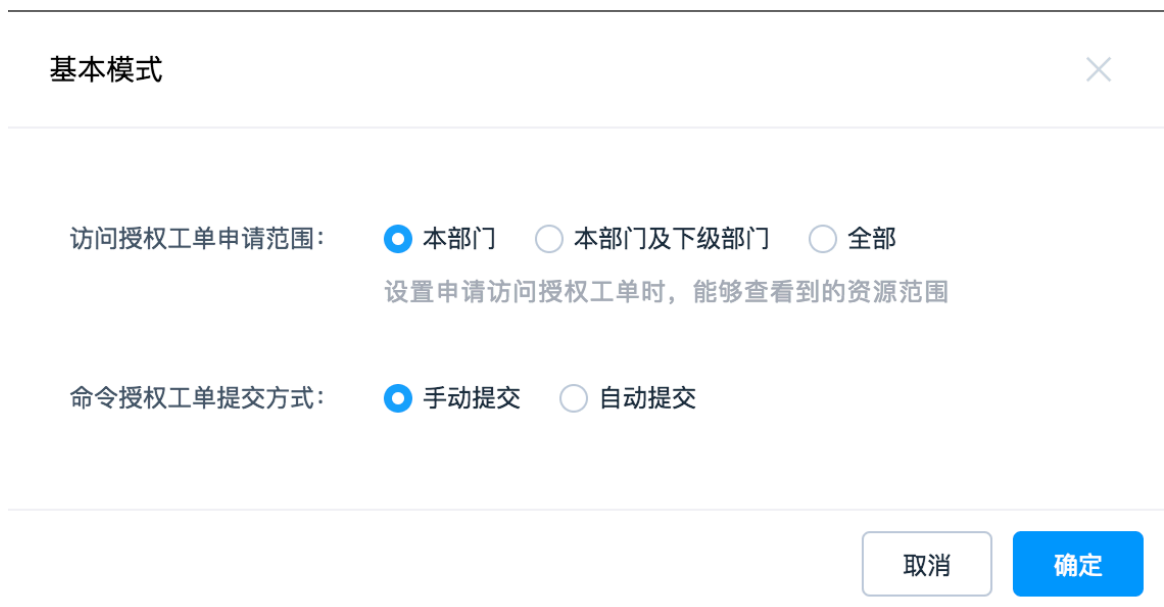 基本模式
访问授权工单申请范围： 本部门 本部门及下级部门 全部
设置申请访问授权工单时，能够查看到的资源范围
命令授权工单提交方式： 手动提交 自动提交
取消 确定